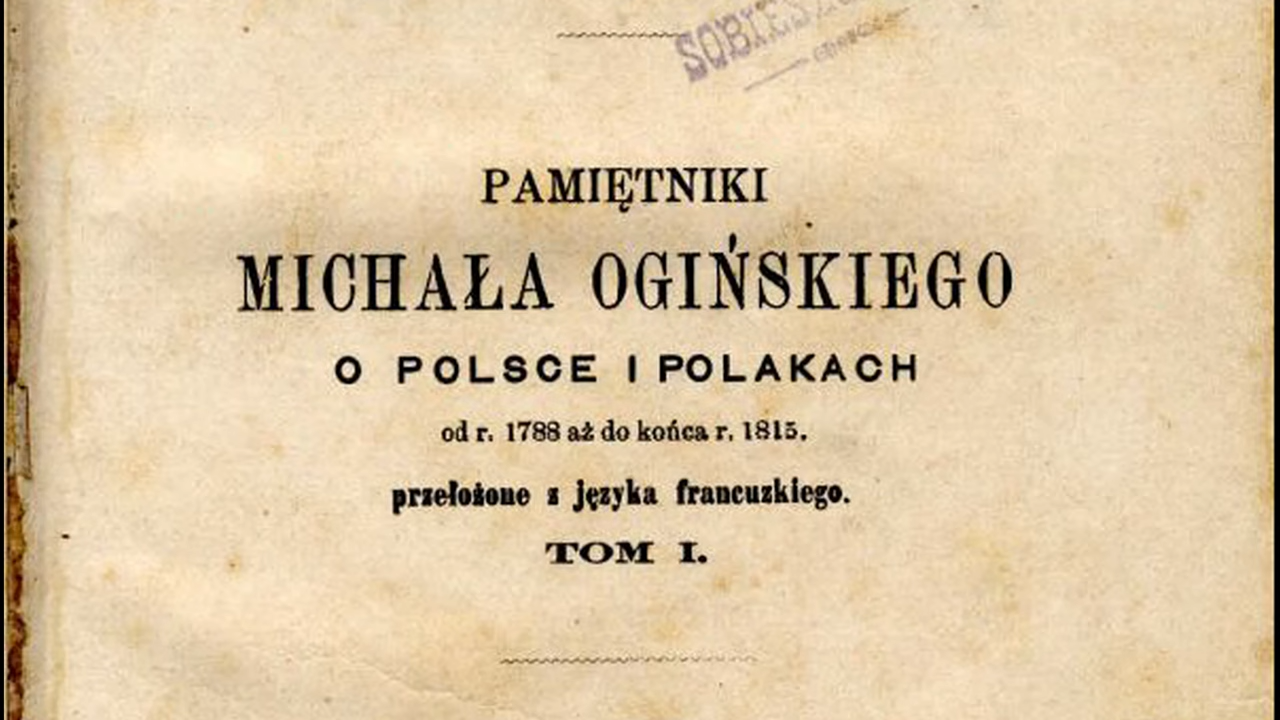 PAMIĘTNIKI
MICHAŁA OGIŃSKIEGO
O POLSCE I POLAKACH
od r. 1788 aż do końca r. 1815.
przełożone z języka francuzkiego.
TOM I.